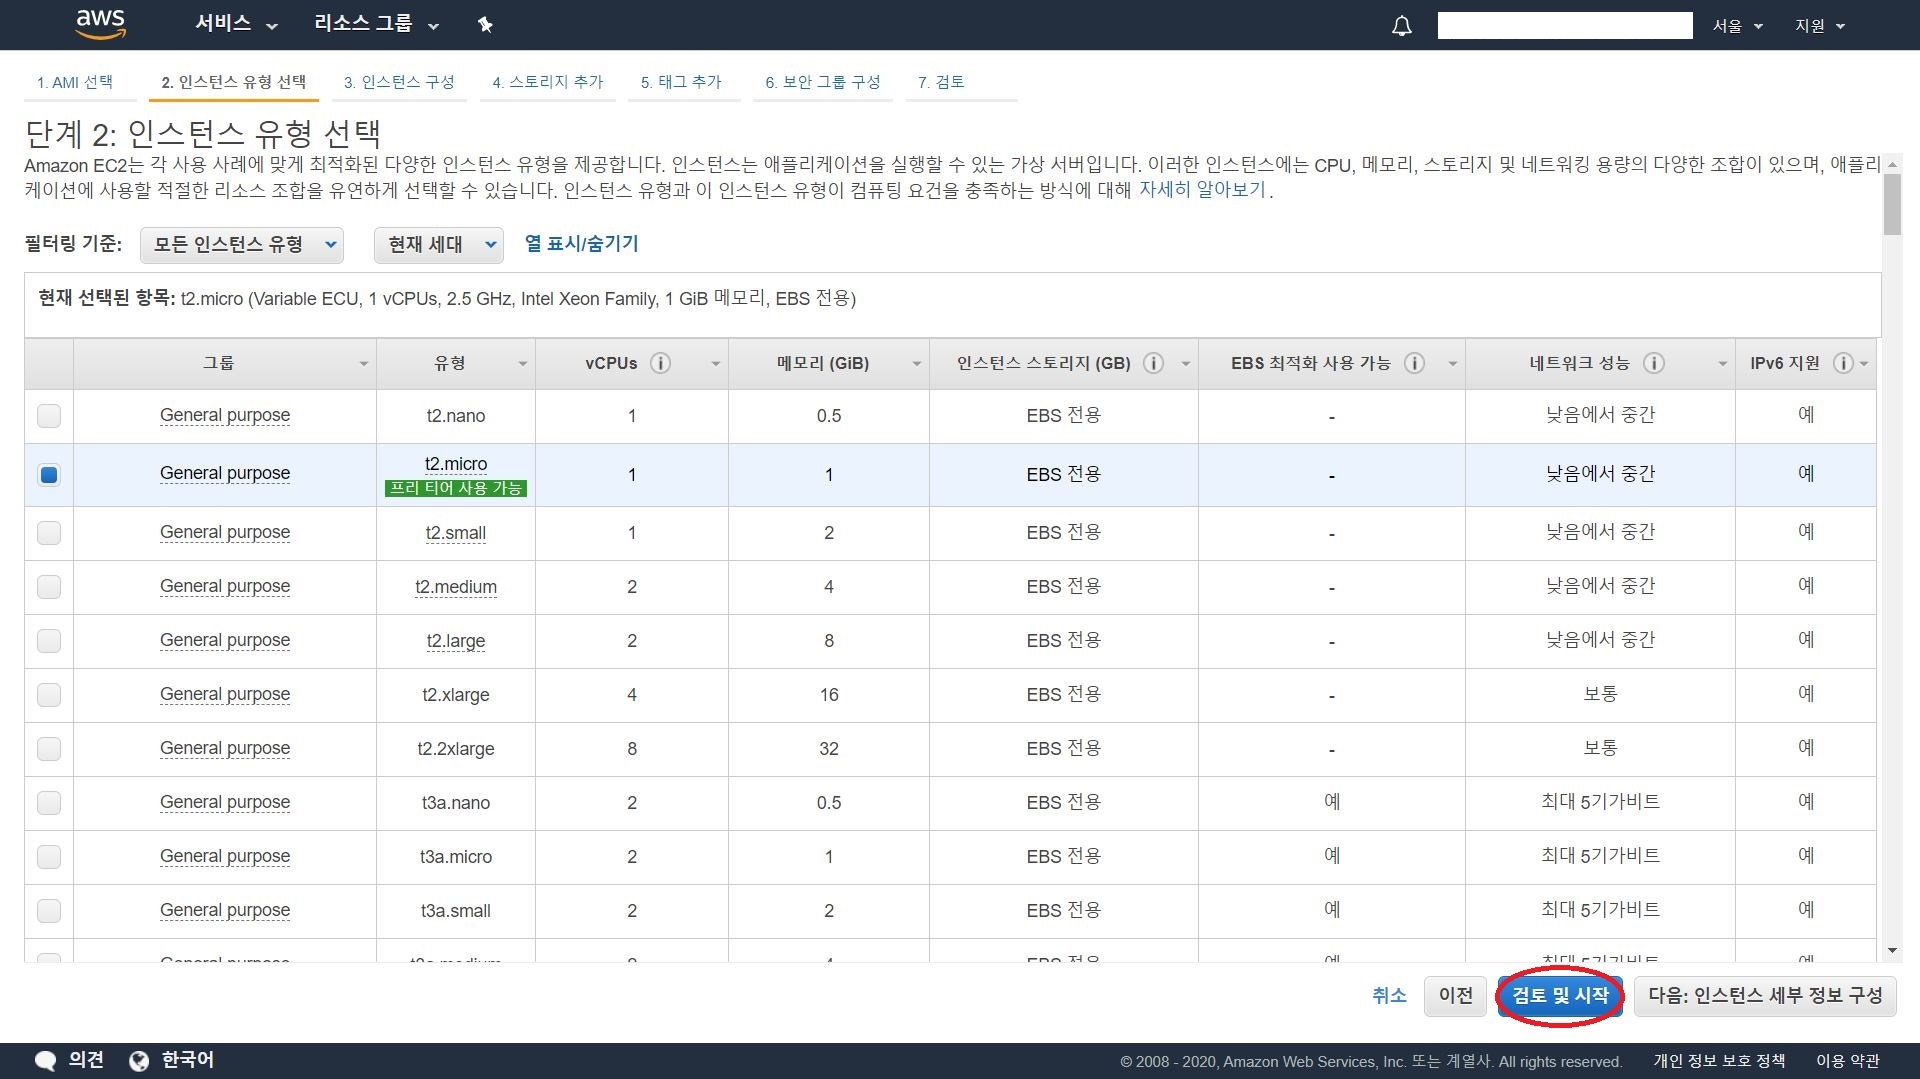 aws 서비스 리소스 그룹 서울 지원
1. AMI 선택 2. 인스턴스 유형 선택 3. 인스턴스 구성 4. 스토리지 추가 5. 태그 추가 6. 보안 그룹 구성 7. 검토
단계 2: 인스턴스 유형 선택
Amazon EC2는 각 사용 사례에 맞게 최적화된 다양한 인스턴스 유형을 제공합니다. 인스턴스는 애플리케이션을 실행할 수 있는 가상 서버입니다. 이러한 인스턴스에는 CPU, 메모리, 스토리지 및 네트워킹 용량의 다양한 조합이 있으며, 애플리
케이션에 사용할 적절한 리소스 조합을 유연하게 선택할 수 있습니다. 인스턴스 유형과 이 인스턴스 유형이 컴퓨팅 요건을 충족하는 방식에 대해 자세히 알아보기.
필터링 기준: 모든 인스턴스 유형 현재 세대 열 표시/숨기기
현재 선택된 항목: t2.micro (Variable ECU, 1 vCPUs, 2.5 GHz, Intel Xeon Family, 1 GiB 메모리, EBS 전용)
그룹 유형 vCPUs 메모리 (GiB) 인스턴스 스토리지 (GB) EBS 최적화 사용 가능 네트워크 성능 IPv6 지원
General purpose t2.nano 1 0.5 EBS 전용 - 낮음에서 중간 예
General purpose t2.micro 1 1 EBS 전용 - 낮음에서 중간 예
프리 티어 사용 가능
General purpose t2.small 1 2 EBS 전용 - 낮음에서 중간 예
General purpose t2.medium 2 4 EBS 전용 - 낮음에서 중간 예
General purpose t2.large 2 8 EBS 전용 - 낮음에서 중간 예
General purpose t2.xlarge 4 16 EBS 전용 - 보통 예
General purpose t2.2xlarge 8 32 EBS 전용 - 보통 예
General purpose t3a.nano 2 0.5 EBS 전용 예 최대 5기가비트 예
General purpose t3a.micro 2 1 EBS 전용 예 최대 5기가비트 예
General purpose t3a.small 2 2 EBS 전용 예 최대 5기가비트 예
취소 이전 검토 및 시작 다음: 인스턴스 세부 정보 구성
의견 한국어 © 2008 - 2020, Amazon Web Services, Inc. 또는 계열사. All rights reserved. 개인 정보 보호 정책 이용 약관